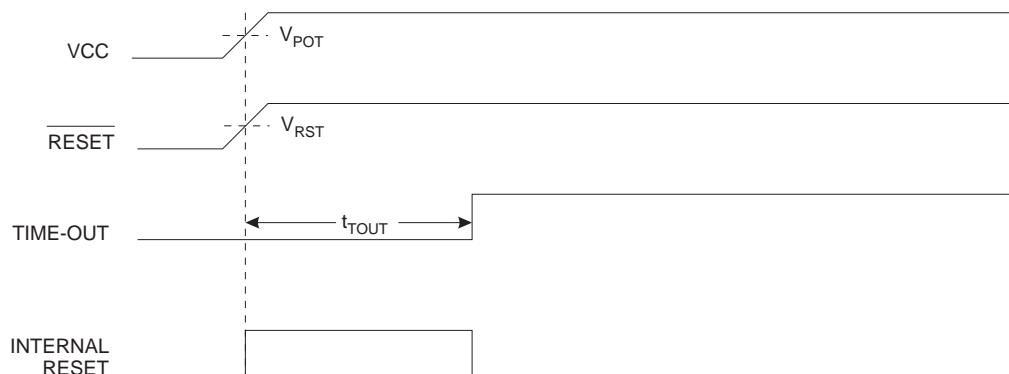 VCC
VPOT
RESET
VRST
TIME-OUT
tTOUT
INTERNAL
RESET